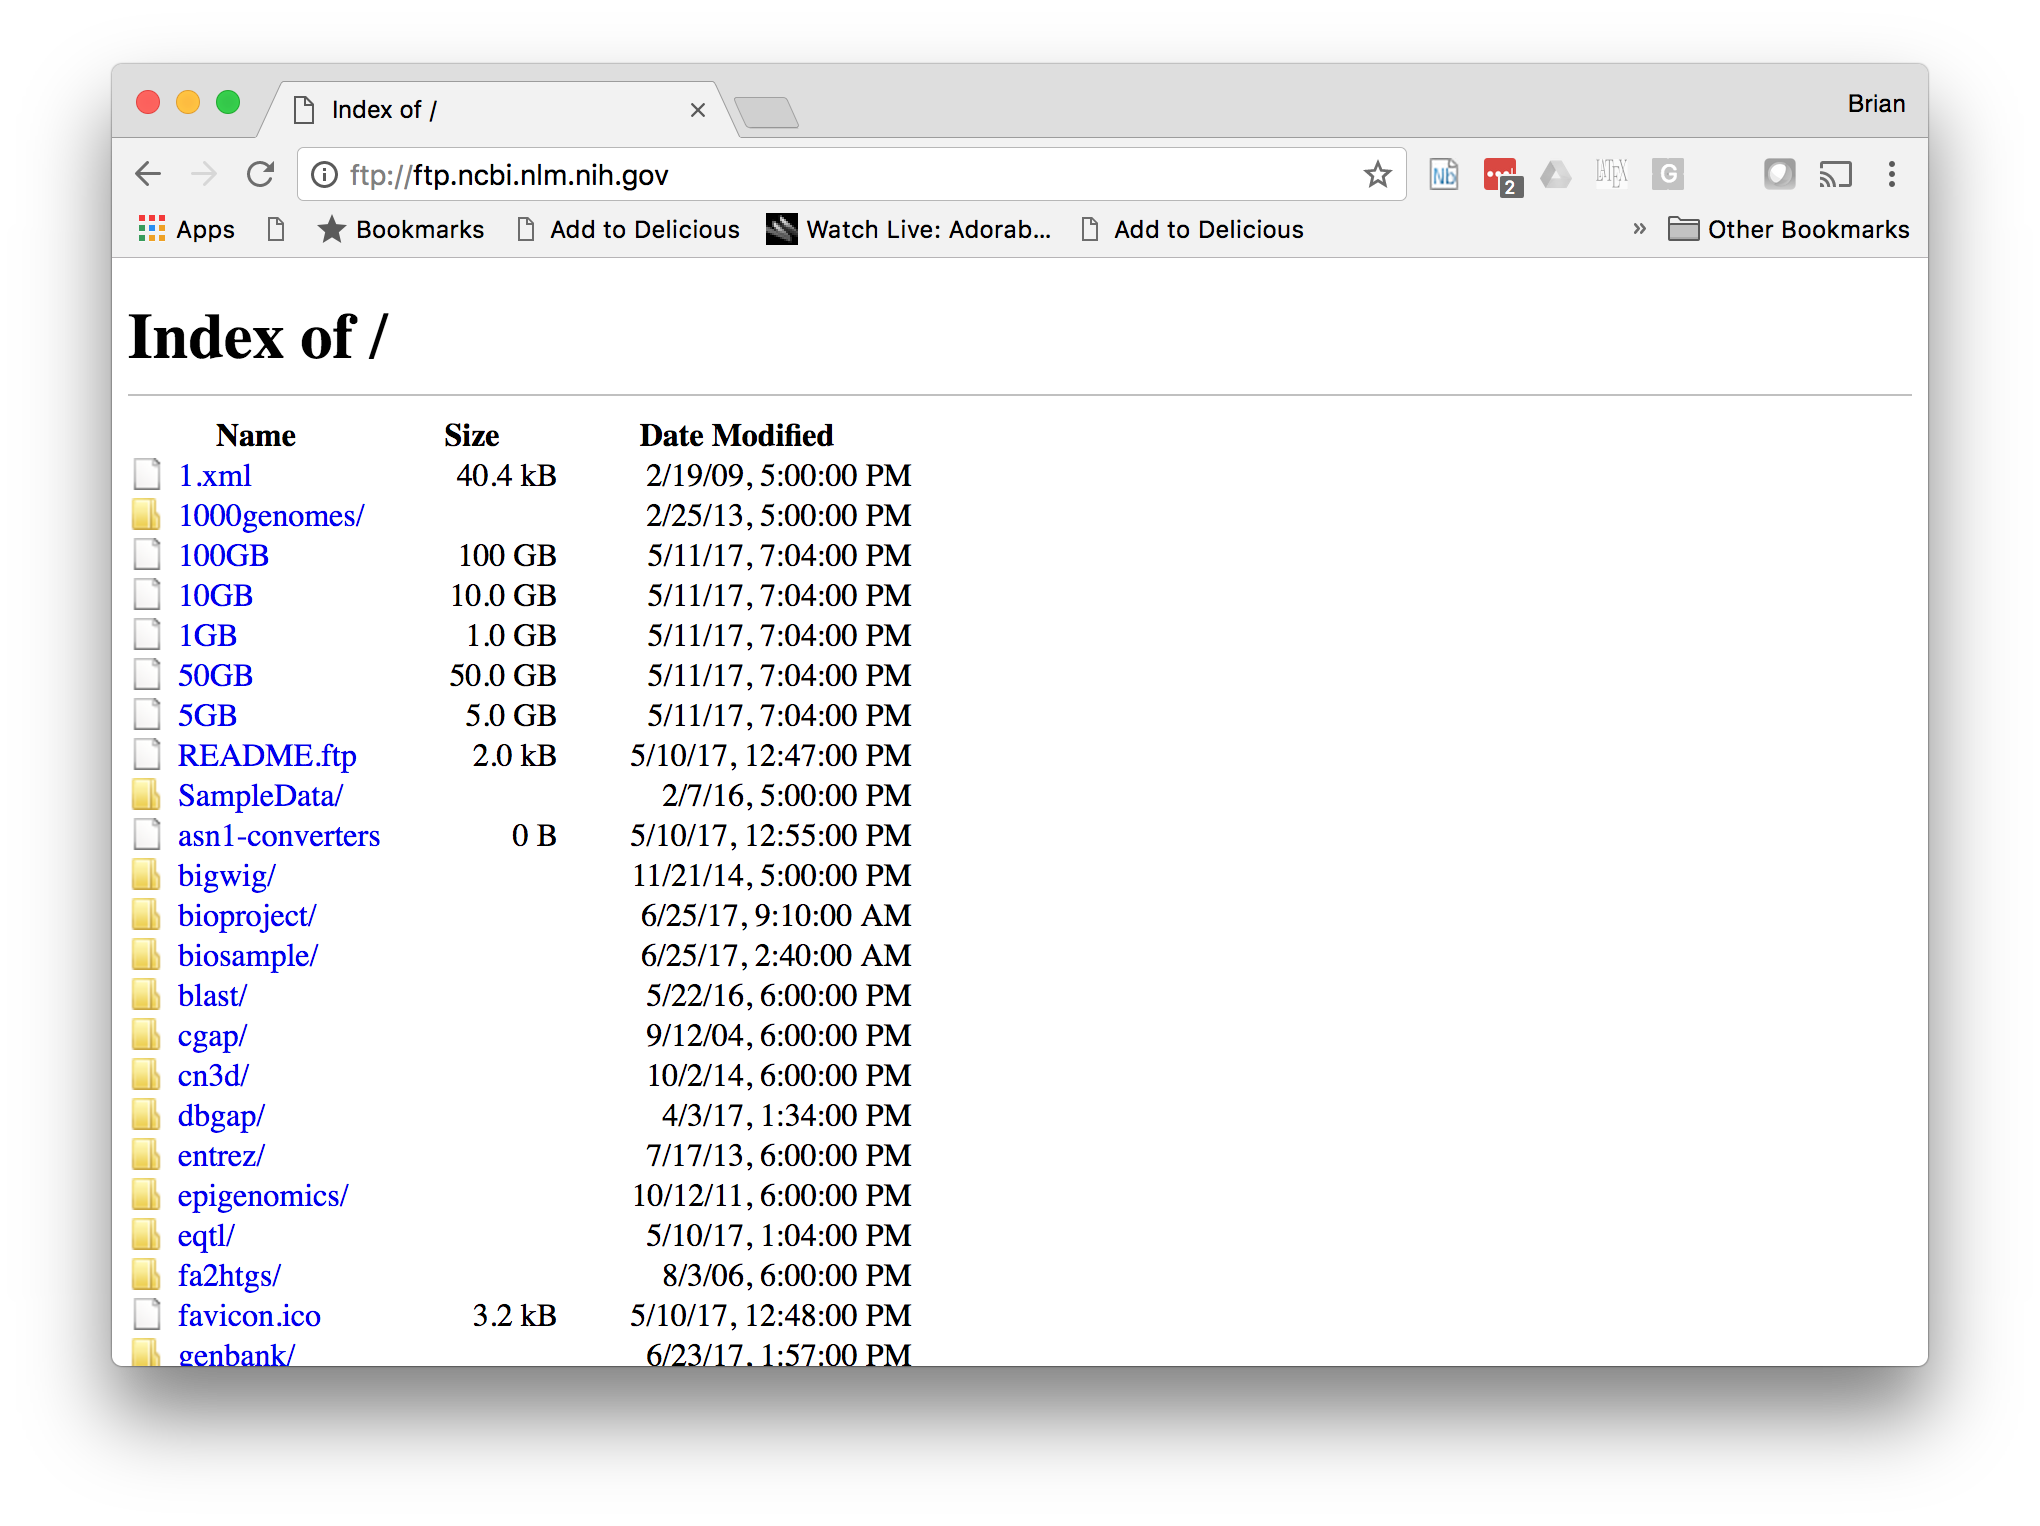 Index of /
Brian
ftp://ftp.ncbi.nlm.nih.gov
Nb
2
LATEX
G
Apps Bookmarks Add to Delicious Watch Live: Adorab... Add to Delicious » Other Bookmarks
Index of /
Name Size Date Modified
1.xml 40.4 kB 2/19/09, 5:00:00 PM
1000genomes/ 2/25/13, 5:00:00 PM
100GB 100 GB 5/11/17, 7:04:00 PM
10GB 10.0 GB 5/11/17, 7:04:00 PM
1GB 1.0 GB 5/11/17, 7:04:00 PM
50GB 50.0 GB 5/11/17, 7:04:00 PM
5GB 5.0 GB 5/11/17, 7:04:00 PM
README.ftp 2.0 kB 5/10/17, 12:47:00 PM
SampleData/ 2/7/16, 5:00:00 PM
asn1-converters 0 B 5/10/17, 12:55:00 PM
bigwig/ 11/21/14, 5:00:00 PM
bioproject/ 6/25/17, 9:10:00 AM
biosample/ 6/25/17, 2:40:00 AM
blast/ 5/22/16, 6:00:00 PM
cgap/ 9/12/04, 6:00:00 PM
cn3d/ 10/2/14, 6:00:00 PM
dbgap/ 4/3/17, 1:34:00 PM
entrez/ 7/17/13, 6:00:00 PM
epigenomics/ 10/12/11, 6:00:00 PM
eqtl/ 5/10/17, 1:04:00 PM
fa2htgs/ 8/3/06, 6:00:00 PM
favicon.ico 3.2 kB 5/10/17, 12:48:00 PM
genbank/ 6/23/17, 1:57:00 PM